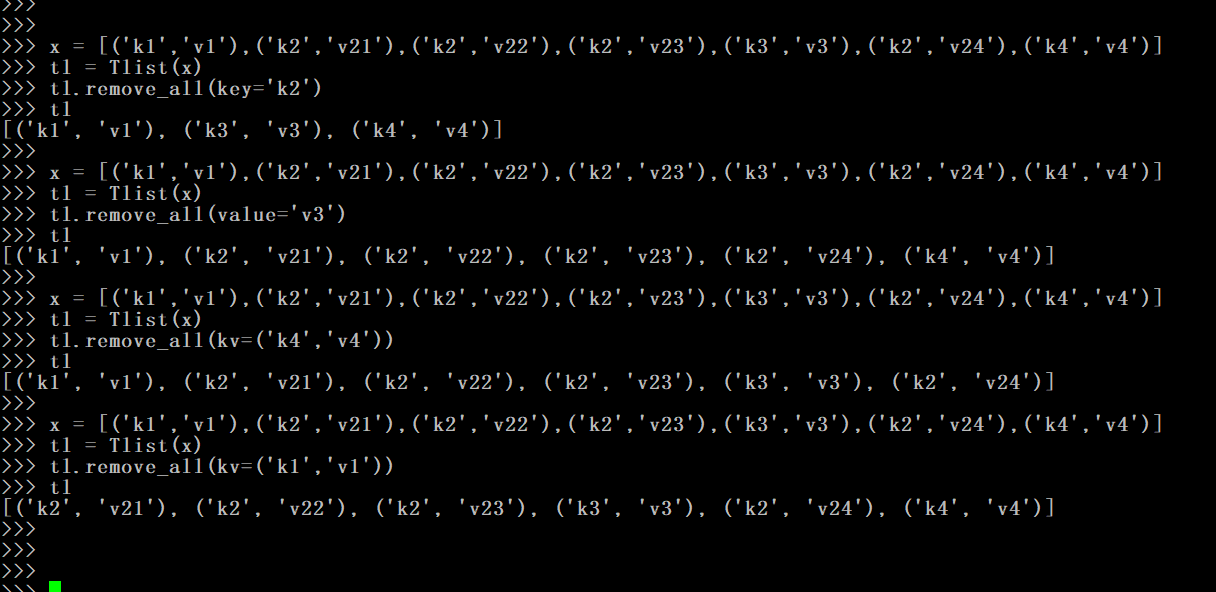 >>>
>>>
>>> x = [('k1','v1'),('k2','v21'),('k2','v22'),('k2','v23'),('k3','v3'),('k2','v24'),('k4','v4')]
>>> tl = Tlist(x)
>>> tl.remove_all(key='k2')
>>> tl
[('k1', 'v1'), ('k3', 'v3'), ('k4', 'v4')]
>>>
>>> x = [('k1','v1'),('k2','v21'),('k2','v22'),('k2','v23'),('k3','v3'),('k2','v24'),('k4','v4')]
>>> tl = Tlist(x)
>>> tl.remove_all(value='v3')
>>> tl
[('k1', 'v1'), ('k2', 'v21'), ('k2', 'v22'), ('k2', 'v23'), ('k2', 'v24'), ('k4', 'v4')]
>>>
>>> x = [('k1','v1'),('k2','v21'),('k2','v22'),('k2','v23'),('k3','v3'),('k2','v24'),('k4','v4')]
>>> tl = Tlist(x)
>>> tl.remove_all(kv=('k4','v4'))
>>> tl
[('k1', 'v1'), ('k2', 'v21'), ('k2', 'v22'), ('k2', 'v23'), ('k3', 'v3'), ('k2', 'v24')]
>>>
>>> x = [('k1','v1'),('k2','v21'),('k2','v22'),('k2','v23'),('k3','v3'),('k2','v24'),('k4','v4')]
>>> tl = Tlist(x)
>>> tl.remove_all(kv=('k1','v1'))
>>> tl
[('k2', 'v21'), ('k2', 'v22'), ('k2', 'v23'), ('k3', 'v3'), ('k2', 'v24'), ('k4', 'v4')]
>>>
>>>
>>>
>>>